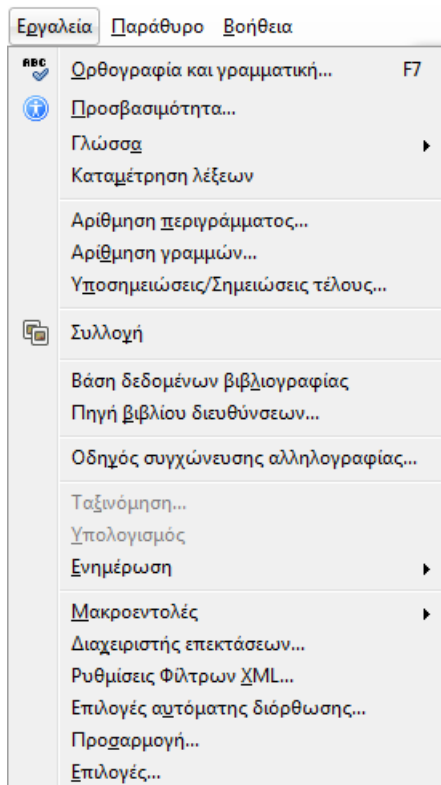 Εργαλεία Παράθυρο Βοήθεια
ABC Ορθογραφία και γραμματική... F7
Προσβασιμότητα...
Γλώσσα
Καταμέτρηση λέξεων
Αρίθμηση περιγράμματος...
Αρίθμηση γραμμών...
Υποσημειώσεις/Σημειώσεις τέλους...
Συλλογή
Βάση δεδομένων βιβλιογραφίας
Πηγή βιβλίου διευθύνσεων...
Οδηγός συγχώνευσης αλληλογραφίας...
Ταξινόμηση...
Υπολογισμός
Ενημέρωση
Μακροεντολές
Διαχειριστής επεκτάσεων...
Ρυθμίσεις Φίλτρων XML...
Επιλογές αυτόματης διόρθωσης...
Προσαρμογή...
Επιλογές...